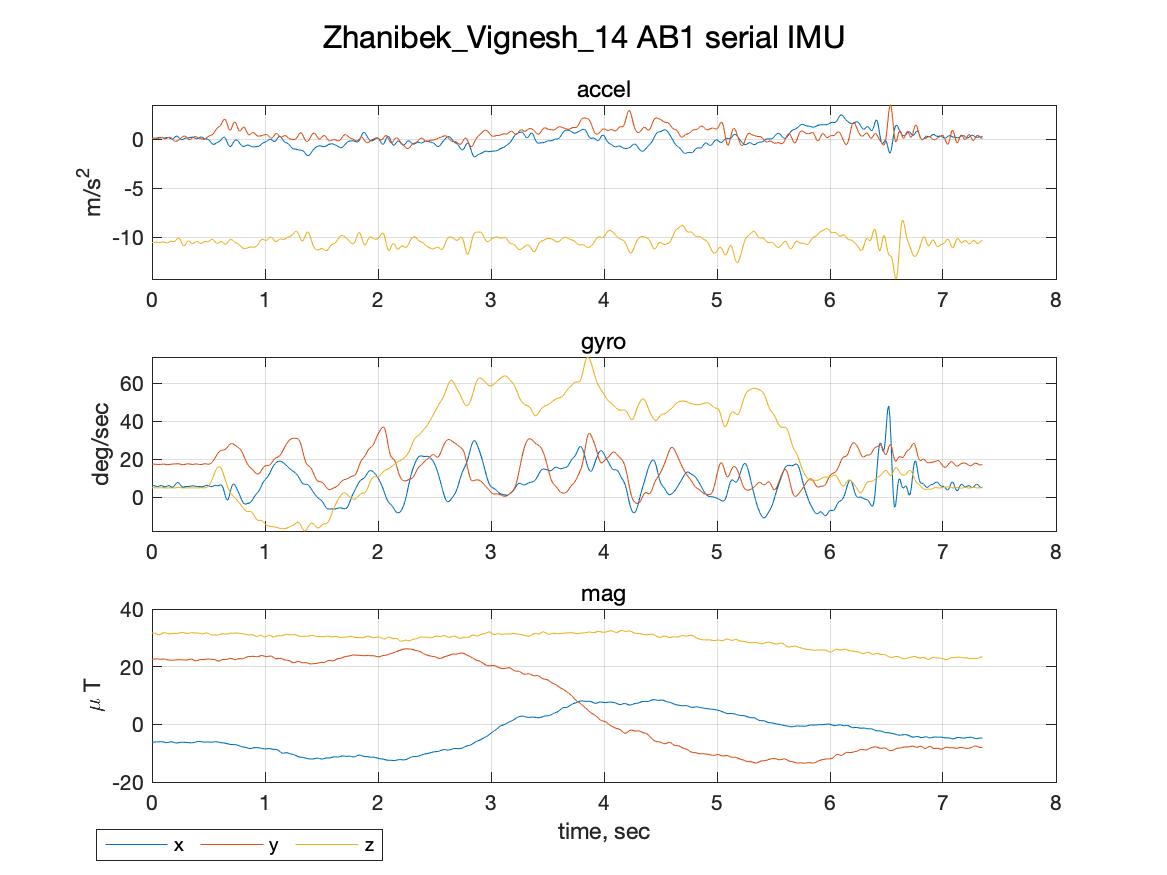 Zhanibek_Vignesh_14 AB1 serial IMU
accel
m/s²
0
-5
-10
0 1 2 3 4 5 6 7 8
gyro
deg/sec
60
40
20
0
0 1 2 3 4 5 6 7 8
mag
μ T
40
20
0
-20
0 1 2 3 4 5 6 7 8
time, sec
x y z